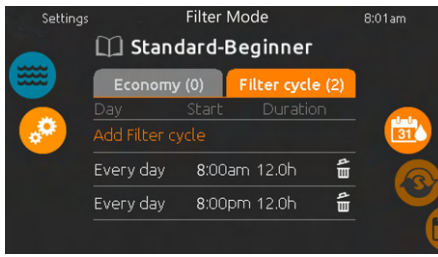 Settings Filter Mode 8:01am
Standard-Beginner
Economy (0) Filter cycle (2)
Day Start Duration
Add Filter cycle
31
Every day 8:00am 12.0h
Every day 8:00pm 12.0h